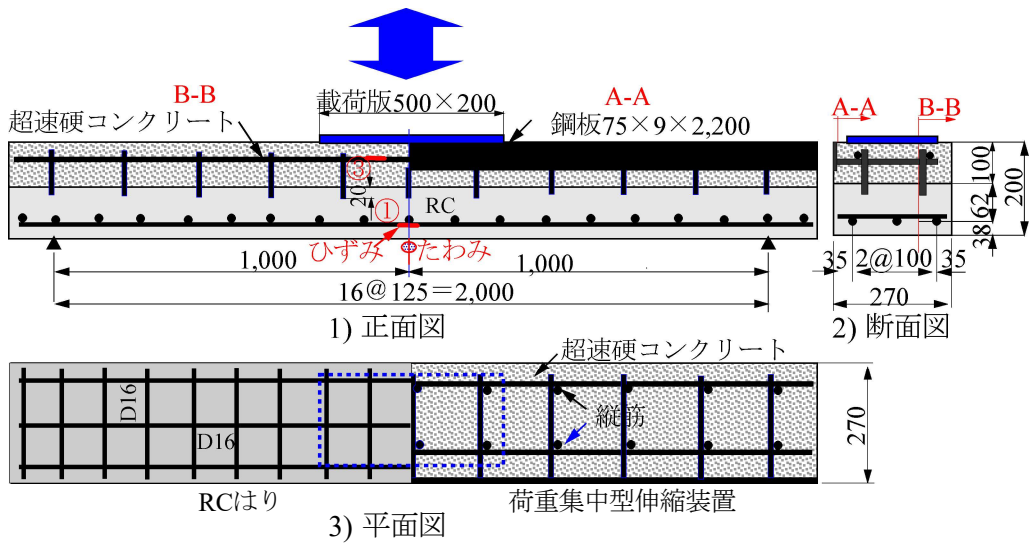 B-B
載荷版500×200
A-A
超速硬コンクリート
鋼板75×9×2,200
③
20
①
RC
ひずみ
たわみ
1,000
1,000
16@125=2,000
1) 正面図
A-A
B-B
100
62
38
200
35
2@100
35
270
2) 断面図
超速硬コンクリート
D16
D16
縦筋
270
RCはり
荷重集中型伸縮装置
3) 平面図